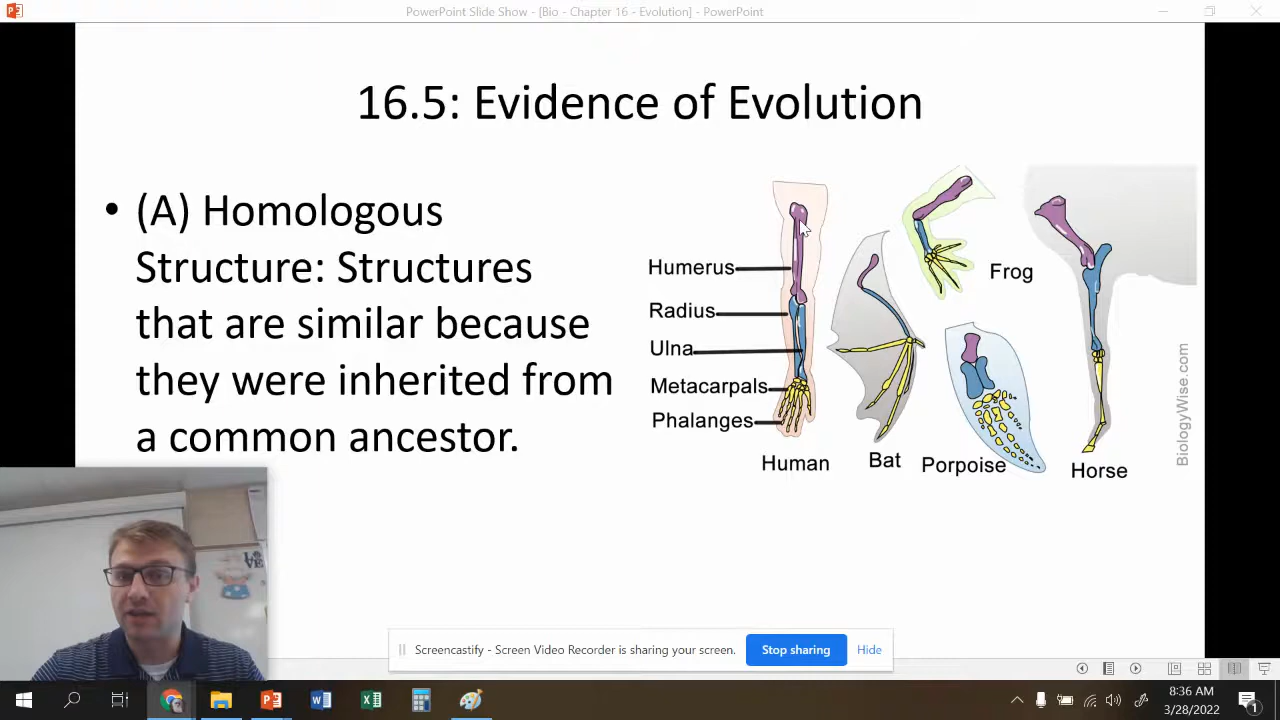 PowerPoint Slide Show - [Bio - Chapter 16 - Evolution] - PowerPoint
16.5: Evidence of Evolution
• (A) Homologous
Structure: Structures
that are similar because
they were inherited from
a common ancestor.
Humerus
Radius
Ulna
Metacarpals
Phalanges
Human
Bat
Frog
Porpoise
Horse
BiologyWise.com
LOVE
Screencastify - Screen Video Recorder is sharing your screen.
Stop sharing
Hide
8:36 AM
3/28/2022
1